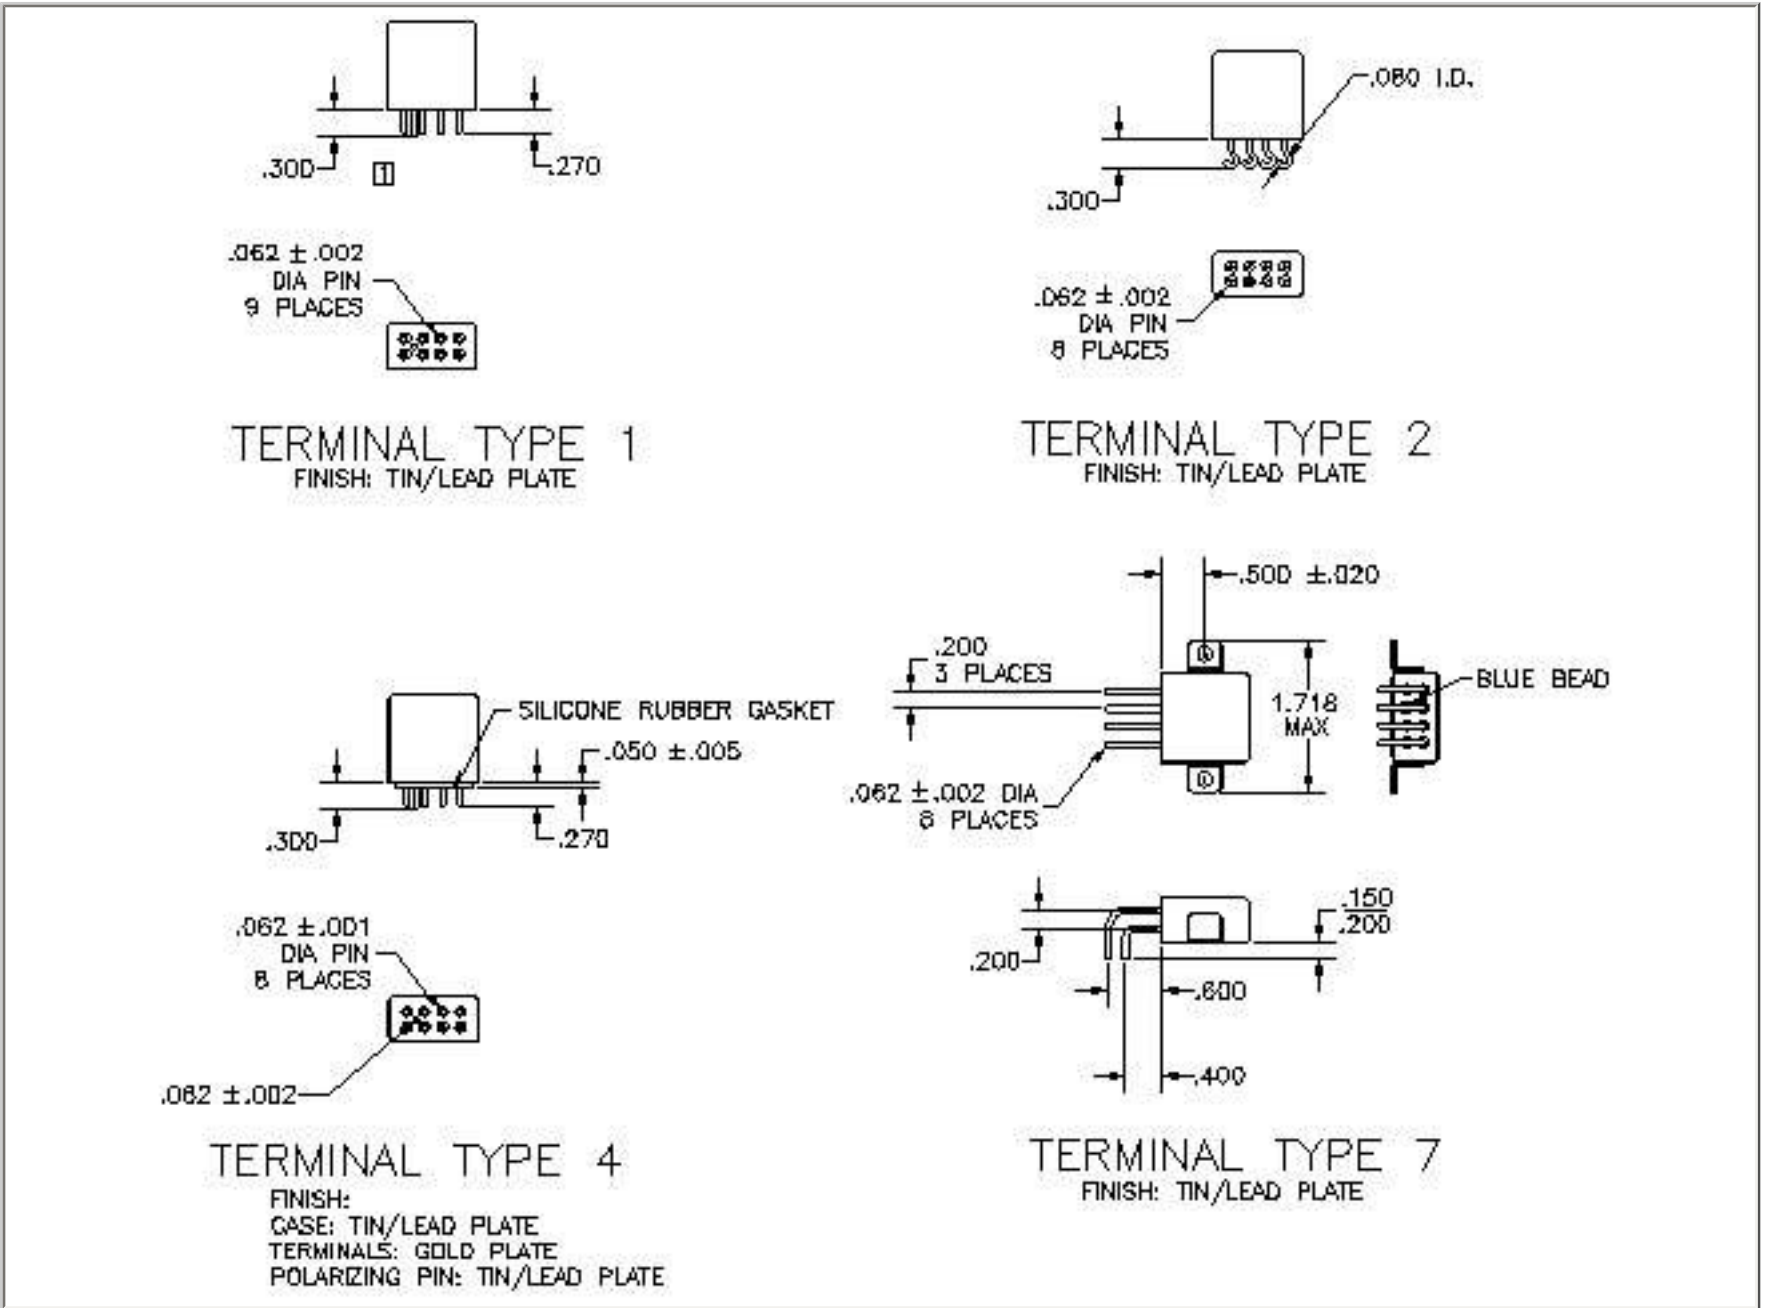 .300
1
.270
.062 ±.002
DIA PIN
9 PLACES
TERMINAL TYPE 1
FINISH: TIN/LEAD PLATE
.080 I.D.
.300
.062 ±.002
DIA PIN
8 PLACES
TERMINAL TYPE 2
FINISH: TIN/LEAD PLATE
SILICONE RUBBER GASKET
.050 ±.005
.300
.270
.062 ±.001
DIA PIN
8 PLACES
.062 ±.002
TERMINAL TYPE 4
FINISH:
CASE: TIN/LEAD PLATE
TERMINALS: GOLD PLATE
POLARIZING PIN: TIN/LEAD PLATE
.500 ±.020
.200
3 PLACES
1.718
MAX
BLUE BEAD
.062 ±.002 DIA
8 PLACES
.150
.200
.200
.600
.400
TERMINAL TYPE 7
FINISH: TIN/LEAD PLATE